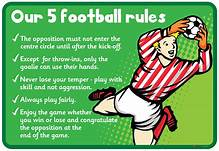 Our 5 football rules
The opposition must not enter the
centre circle until after the kick-off.
Except for throw-ins, only the
goalie can use their hands.
Never lose your temper - play with
skill and not aggression.
Always play fairly.
Enjoy the game whether
you win or lose and congratulate
the opposition at the
end of the game.